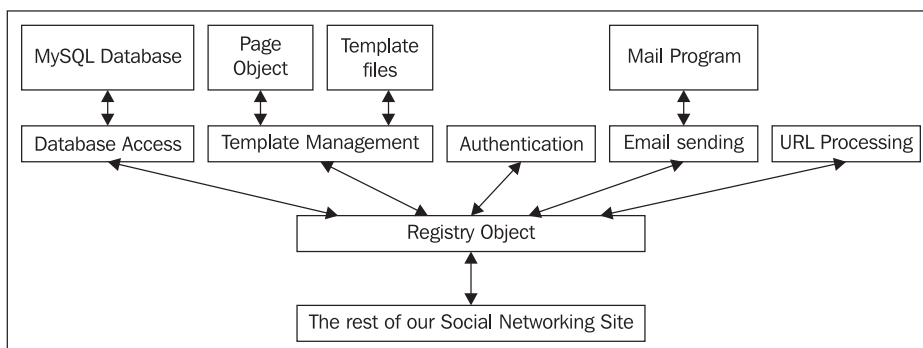 MySQL Database
Page
Object
Template
files
Mail Program
Database Access
Template Management
Authentication
Email sending
URL Processing
Registry Object
The rest of our Social Networking Site